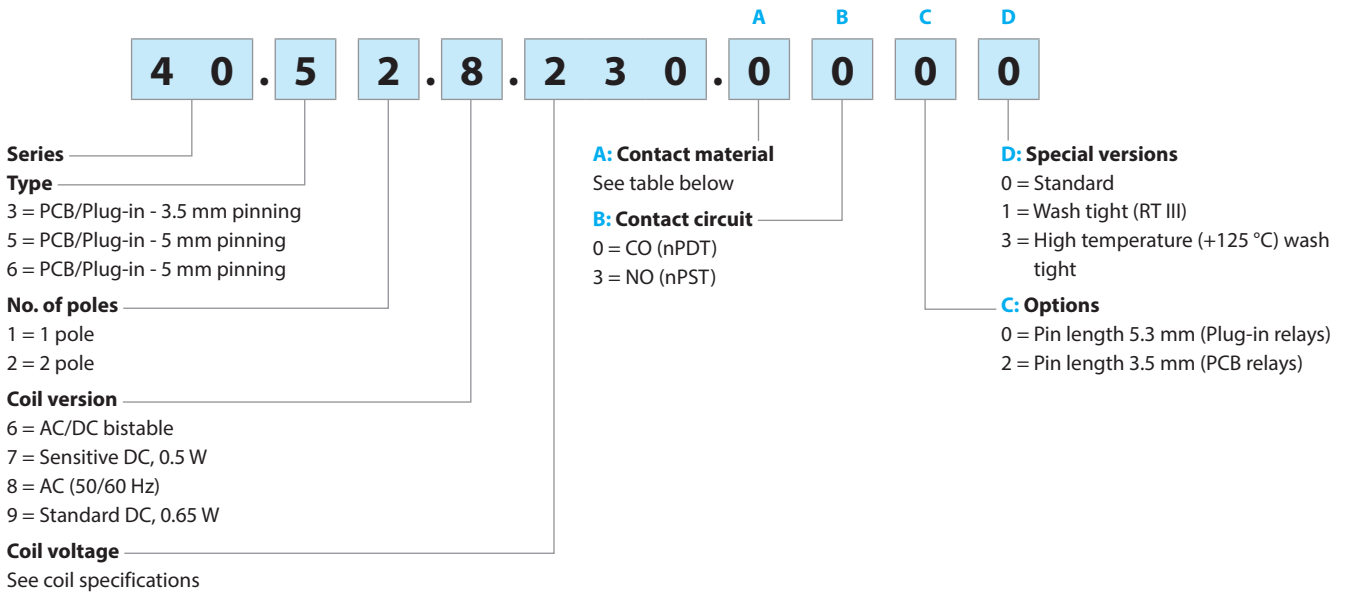 A B C D
4 0 . 5 2 . 8 . 2 3 0 . 0 0 0 0
Series
Type
3 = PCB/Plug-in - 3.5 mm pinning
5 = PCB/Plug-in - 5 mm pinning
6 = PCB/Plug-in - 5 mm pinning
No. of poles
1 = 1 pole
2 = 2 pole
Coil version
6 = AC/DC bistable
7 = Sensitive DC, 0.5 W
8 = AC (50/60 Hz)
9 = Standard DC, 0.65 W
Coil voltage
See coil specifications
A: Contact material
See table below
B: Contact circuit
0 = CO (nPDT)
3 = NO (nPST)
D: Special versions
0 = Standard
1 = Wash tight (RT III)
3 = High temperature (+125 °C) wash
tight
C: Options
0 = Pin length 5.3 mm (Plug-in relays)
2 = Pin length 3.5 mm (PCB relays)